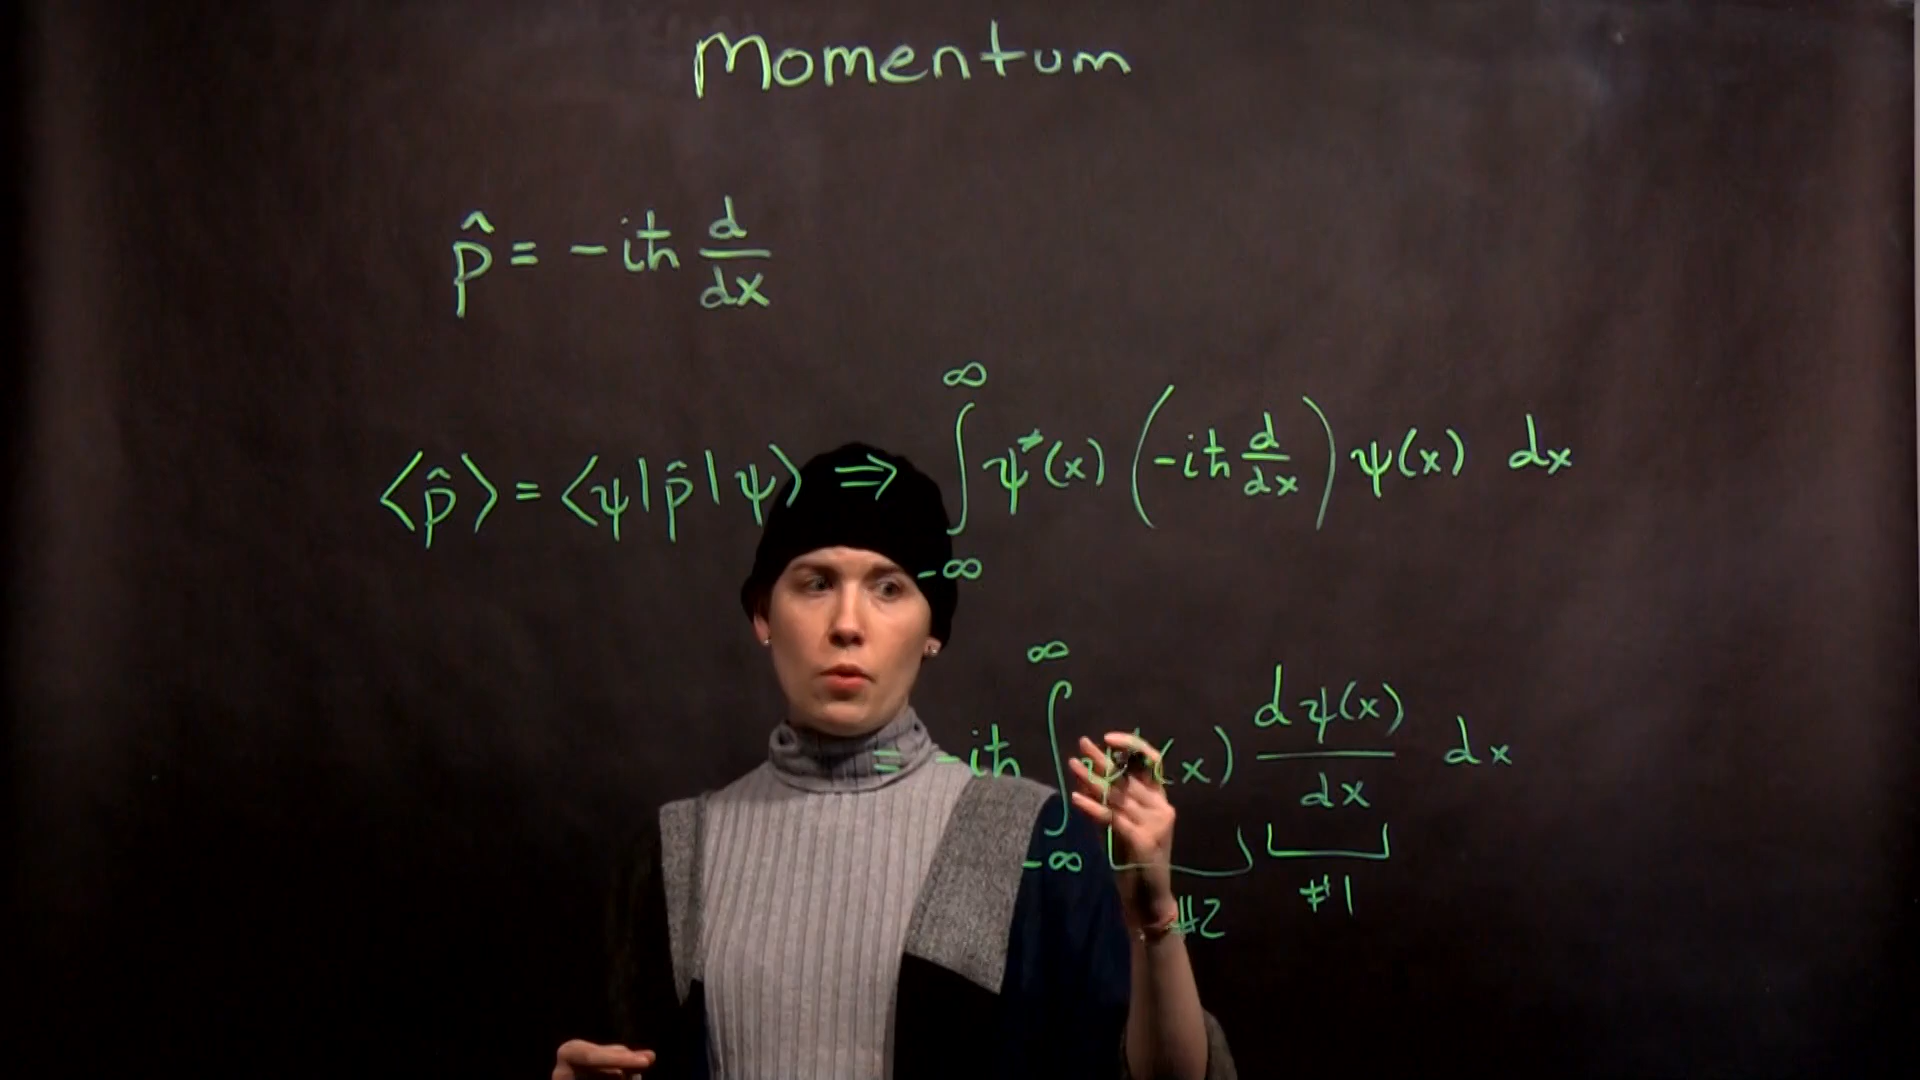 Momentum
p̂ = -iħ d/dx
⟨p̂⟩ = ⟨ψ|p̂|ψ⟩ ⇒ ∫_{-∞}^{∞} ψ*(x) (-iħ d/dx) ψ(x) dx
= -iħ ∫_{-∞}^{∞} ψ*(x) dψ(x)/dx dx
#2 #1